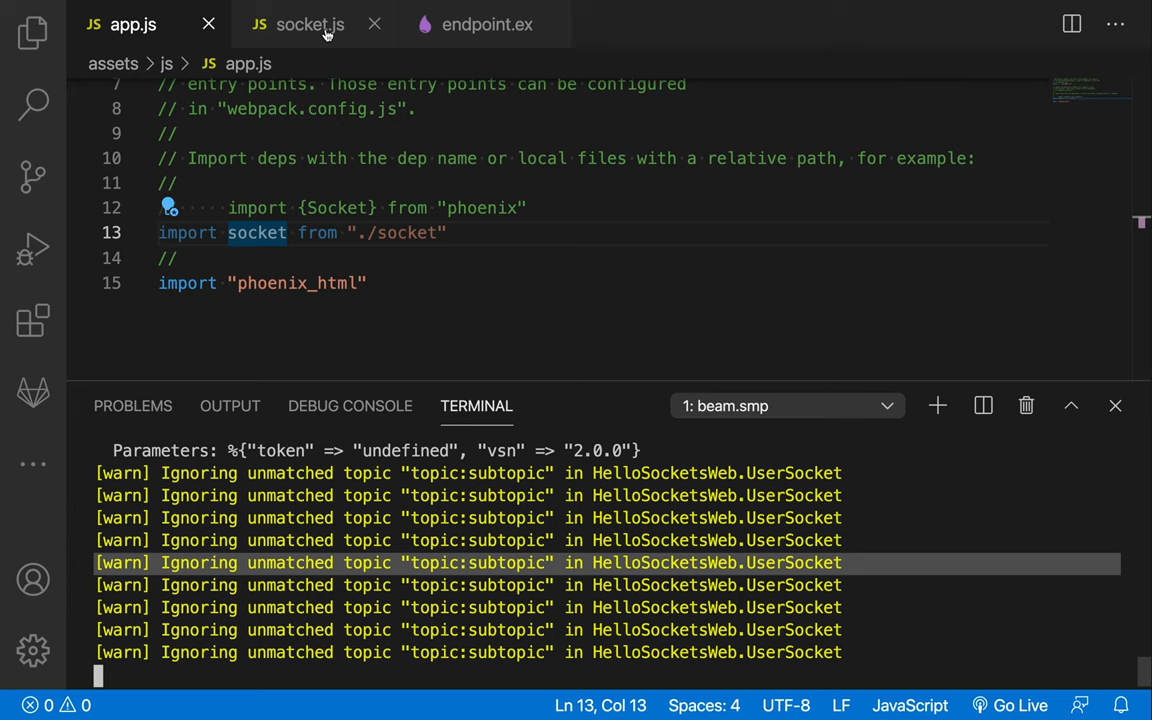 JS app.js
JS socket.js
endpoint.ex
assets > js > JS app.js
7 // entry points. Those entry points can be configured
8 // in "webpack.config.js".
9 //
10 // Import deps with the dep name or local files with a relative path, for example:
11 //
12 import {Socket} from "phoenix"
13 import socket from "./socket"
14 //
15 import "phoenix_html"
PROBLEMS OUTPUT DEBUG CONSOLE TERMINAL 1: beam.smp
Parameters: %{"token" => "undefined", "vsn" => "2.0.0"}
[warn] Ignoring unmatched topic "topic:subtopic" in HelloSocketsWeb.UserSocket
[warn] Ignoring unmatched topic "topic:subtopic" in HelloSocketsWeb.UserSocket
[warn] Ignoring unmatched topic "topic:subtopic" in HelloSocketsWeb.UserSocket
[warn] Ignoring unmatched topic "topic:subtopic" in HelloSocketsWeb.UserSocket
[warn] Ignoring unmatched topic "topic:subtopic" in HelloSocketsWeb.UserSocket
[warn] Ignoring unmatched topic "topic:subtopic" in HelloSocketsWeb.UserSocket
[warn] Ignoring unmatched topic "topic:subtopic" in HelloSocketsWeb.UserSocket
[warn] Ignoring unmatched topic "topic:subtopic" in HelloSocketsWeb.UserSocket
[warn] Ignoring unmatched topic "topic:subtopic" in HelloSocketsWeb.UserSocket
0 0 Ln 13, Col 13 Spaces: 4 UTF-8 LF JavaScript Go Live